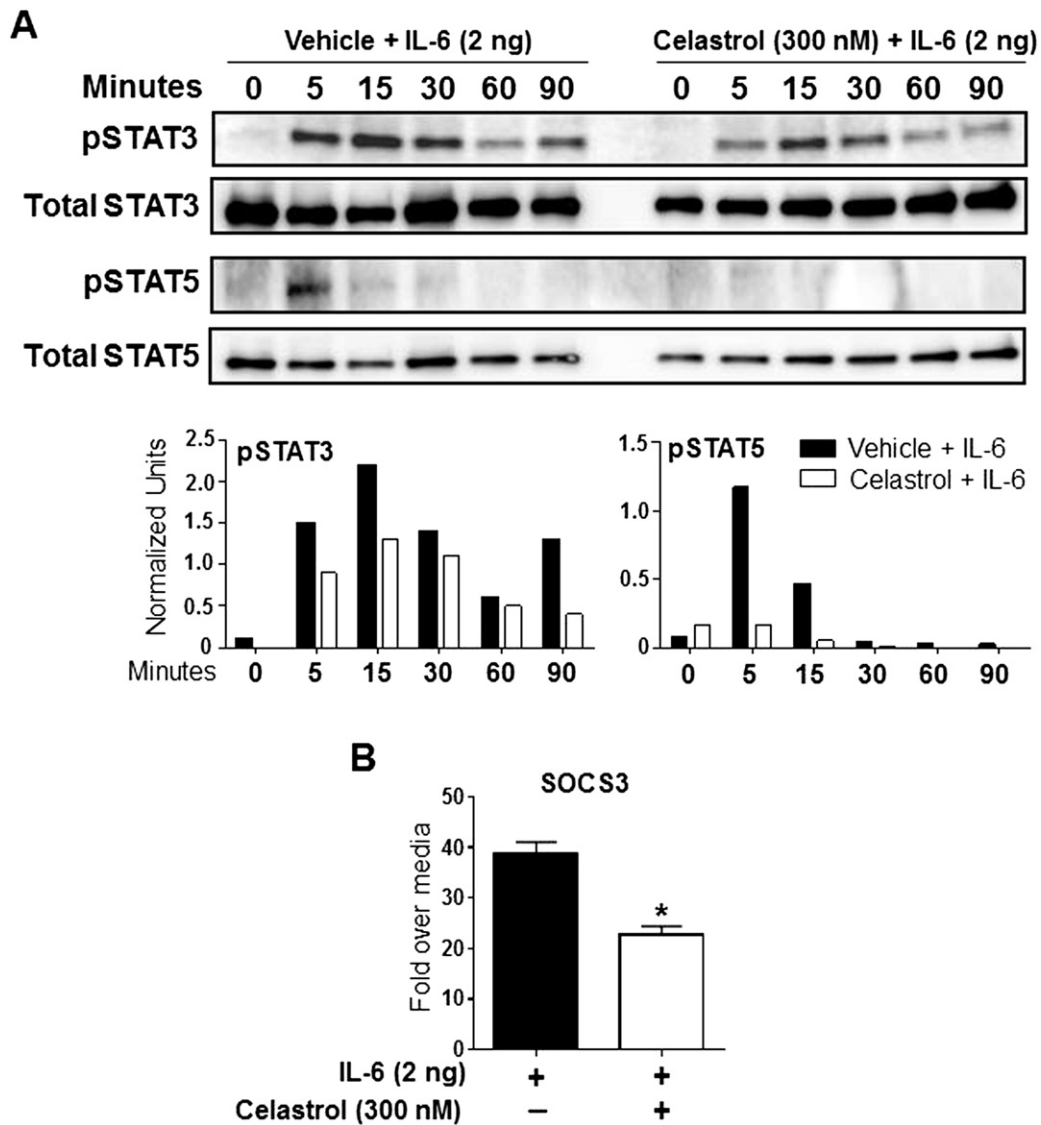 A
Vehicle + IL-6 (2 ng) Celastrol (300 nM) + IL-6 (2 ng)
Minutes 0 5 15 30 60 90 0 5 15 30 60 90
pSTAT3
Total STAT3
pSTAT5
Total STAT5
2.5 pSTAT3 1.5 pSTAT5 Vehicle + IL-6
Celastrol + IL-6
Normalized Units
2.0
1.5
1.0
0.5
0
1.0
0.5
0
Minutes 0 5 15 30 60 90 0 5 15 30 60 90
B
SOCS3
Fold over media
50
40
30
20
10
0
*
IL-6 (2 ng) + +
Celastrol (300 nM) – +